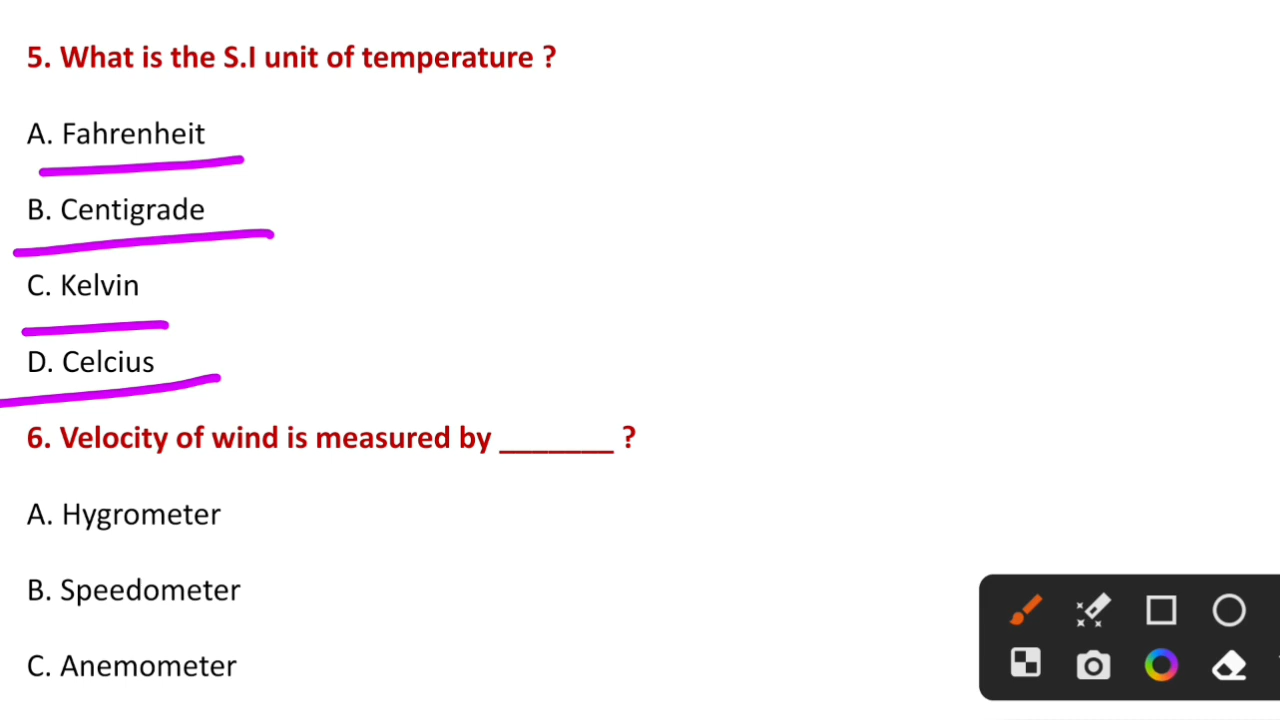 5. What is the S.I unit of temperature ?
A. Fahrenheit
B. Centigrade
C. Kelvin
D. Celcius
6. Velocity of wind is measured by _______ ?
A. Hygrometer
B. Speedometer
C. Anemometer